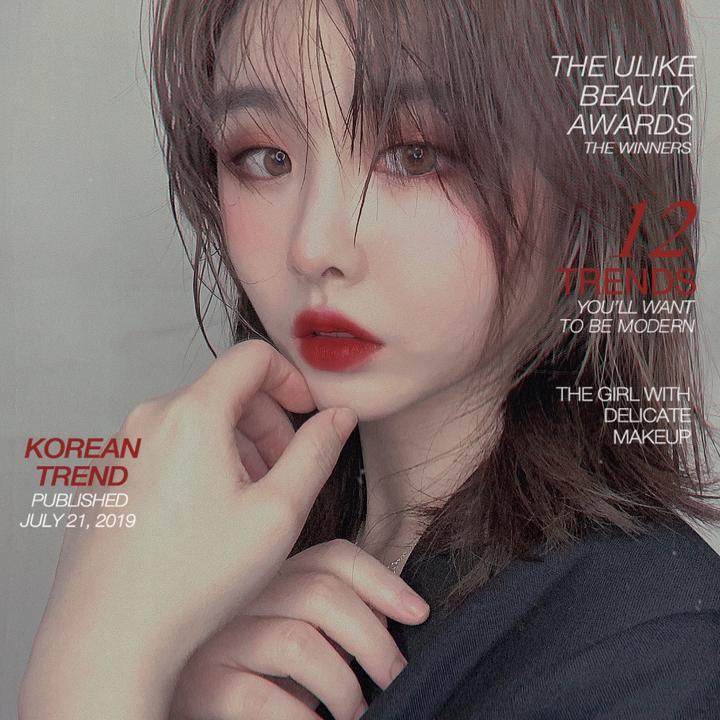 THE ULIKE
BEAUTY
AWARDS
THE WINNERS
12
TRENDS
YOU'LL WANT
TO BE MODERN
THE GIRL WITH
DELICATE
MAKEUP
KOREAN
TREND
PUBLISHED
JULY 21, 2019